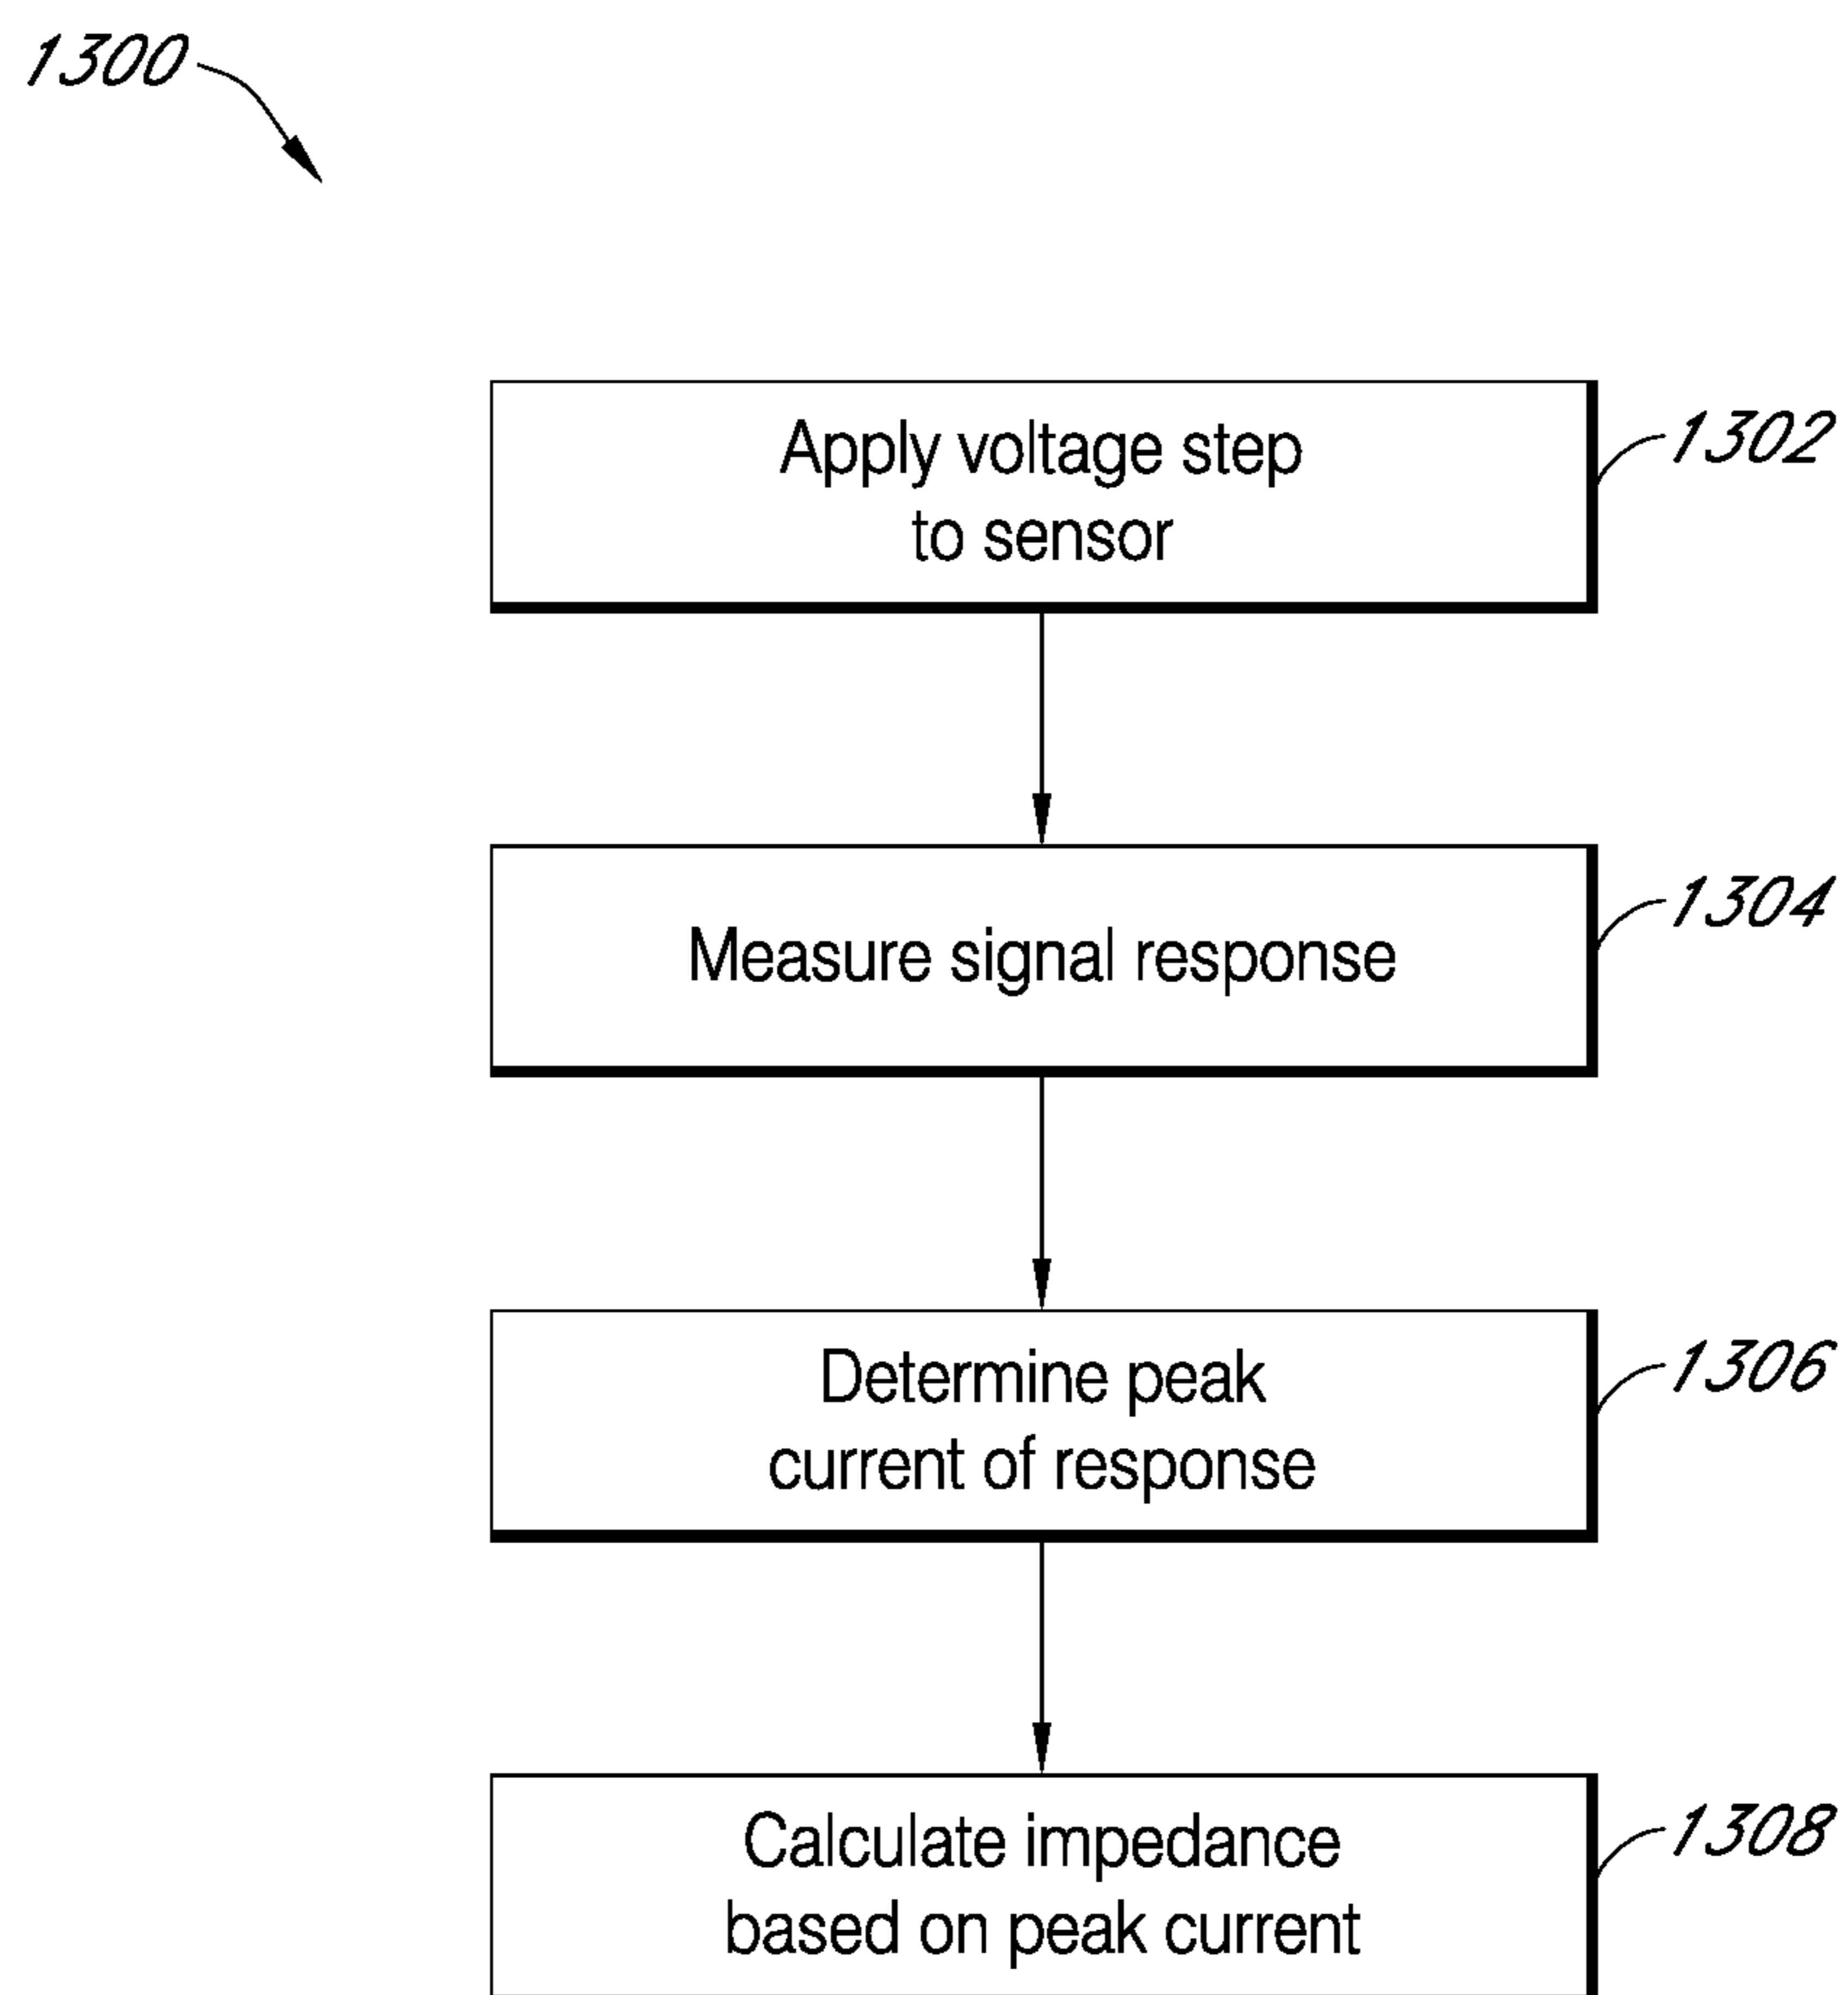 1300
Apply voltage step
to sensor
1302
Measure signal response
1304
Determine peak
current of response
1306
Calculate impedance
based on peak current
1308